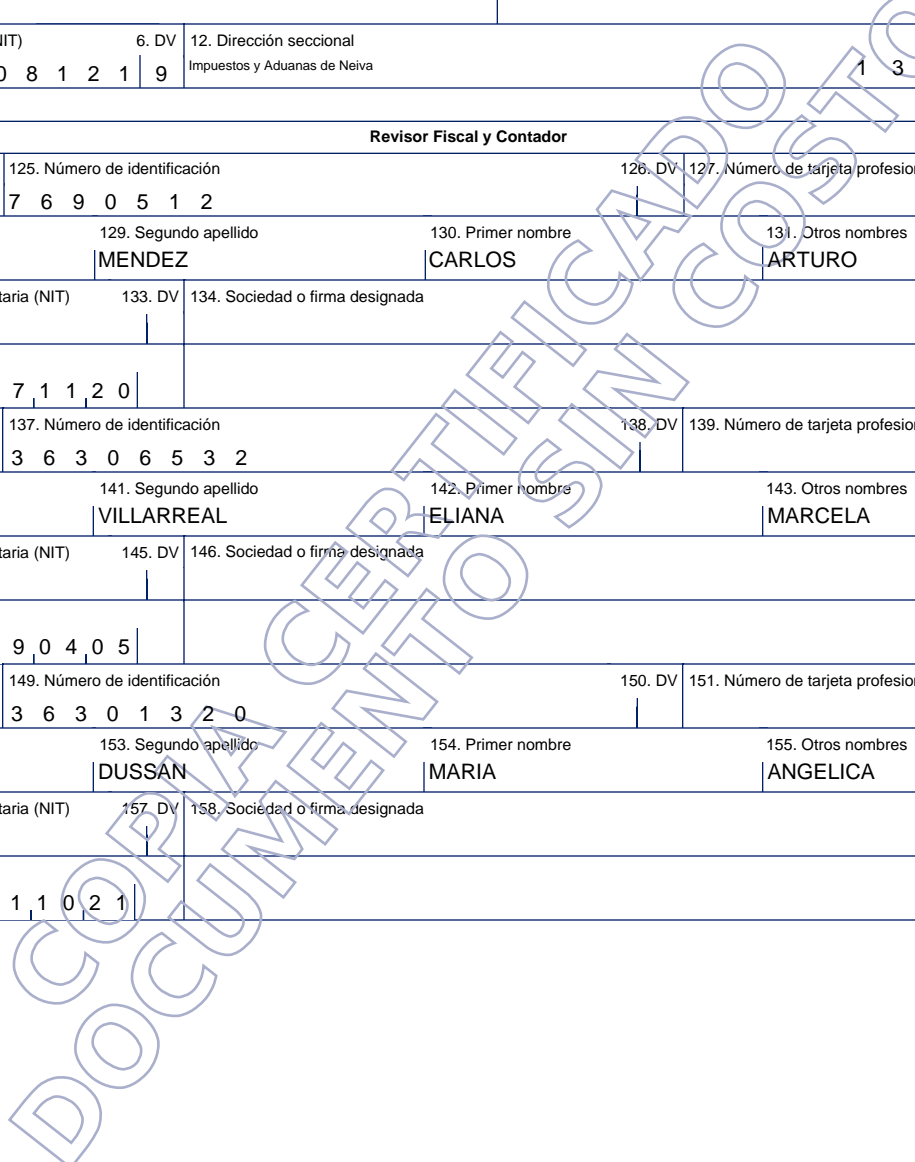 IT) 6. DV 12. Dirección seccional
0 8 1 2 1 9 Impuestos y Aduanas de Neiva 1 3
Revisor Fiscal y Contador
125. Número de identificación 126. DV 127. Número de tarjeta profesion
7 6 9 0 5 1 2
129. Segundo apellido 130. Primer nombre 131. Otros nombres
MENDEZ CARLOS ARTURO
taria (NIT) 133. DV 134. Sociedad o firma designada
7 1 1 2 0
137. Número de identificación 138. DV 139. Número de tarjeta profesion
3 6 3 0 6 5 3 2
141. Segundo apellido 142. Primer nombre 143. Otros nombres
VILLARREAL ELIANA MARCELA
taria (NIT) 145. DV 146. Sociedad o firma designada
9 0 4 0 5
149. Número de identificación 150. DV 151. Número de tarjeta profesion
3 6 3 0 1 3 2 0
153. Segundo apellido 154. Primer nombre 155. Otros nombres
DUSSAN MARIA ANGELICA
taria (NIT) 157. DV 158. Sociedad o firma designada
1 1 0 2 1
COPIA CERTIFICADO
DOCUMENTO SIN COSTO